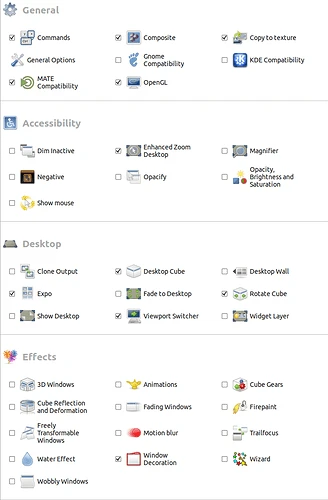 General
Commands
Composite
Copy to texture
General Options
Gnome
Compatibility
KDE Compatibility
MATE
Compatibility
OpenGL
Accessibility
Dim Inactive
Enhanced Zoom
Desktop
Magnifier
Negative
Opacify
Opacity,
Brightness and
Saturation
Show mouse
Desktop
Clone Output
Desktop Cube
Desktop Wall
Expo
Fade to Desktop
Rotate Cube
Show Desktop
Viewport Switcher
Widget Layer
Effects
3D Windows
Animations
Cube Gears
Cube Reflection
and Deformation
Fading Windows
Firepaint
Freely
Transformable
Windows
Motion blur
Trailfocus
Water Effect
Window
Decoration
Wizard
Wobbly Windows